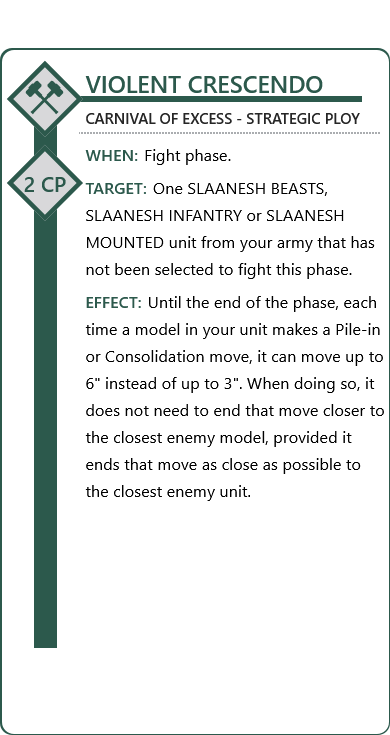 VIOLENT CRESCENDO
CARNIVAL OF EXCESS - STRATEGIC PLOY
2 CP
WHEN: Fight phase.
TARGET: One SLAANESH BEASTS,
SLAANESH INFANTRY or SLAANESH
MOUNTED unit from your army that has
not been selected to fight this phase.
EFFECT: Until the end of the phase, each
time a model in your unit makes a Pile-in
or Consolidation move, it can move up to
6" instead of up to 3". When doing so, it
does not need to end that move closer to
the closest enemy model, provided it
ends that move as close as possible to
the closest enemy unit.